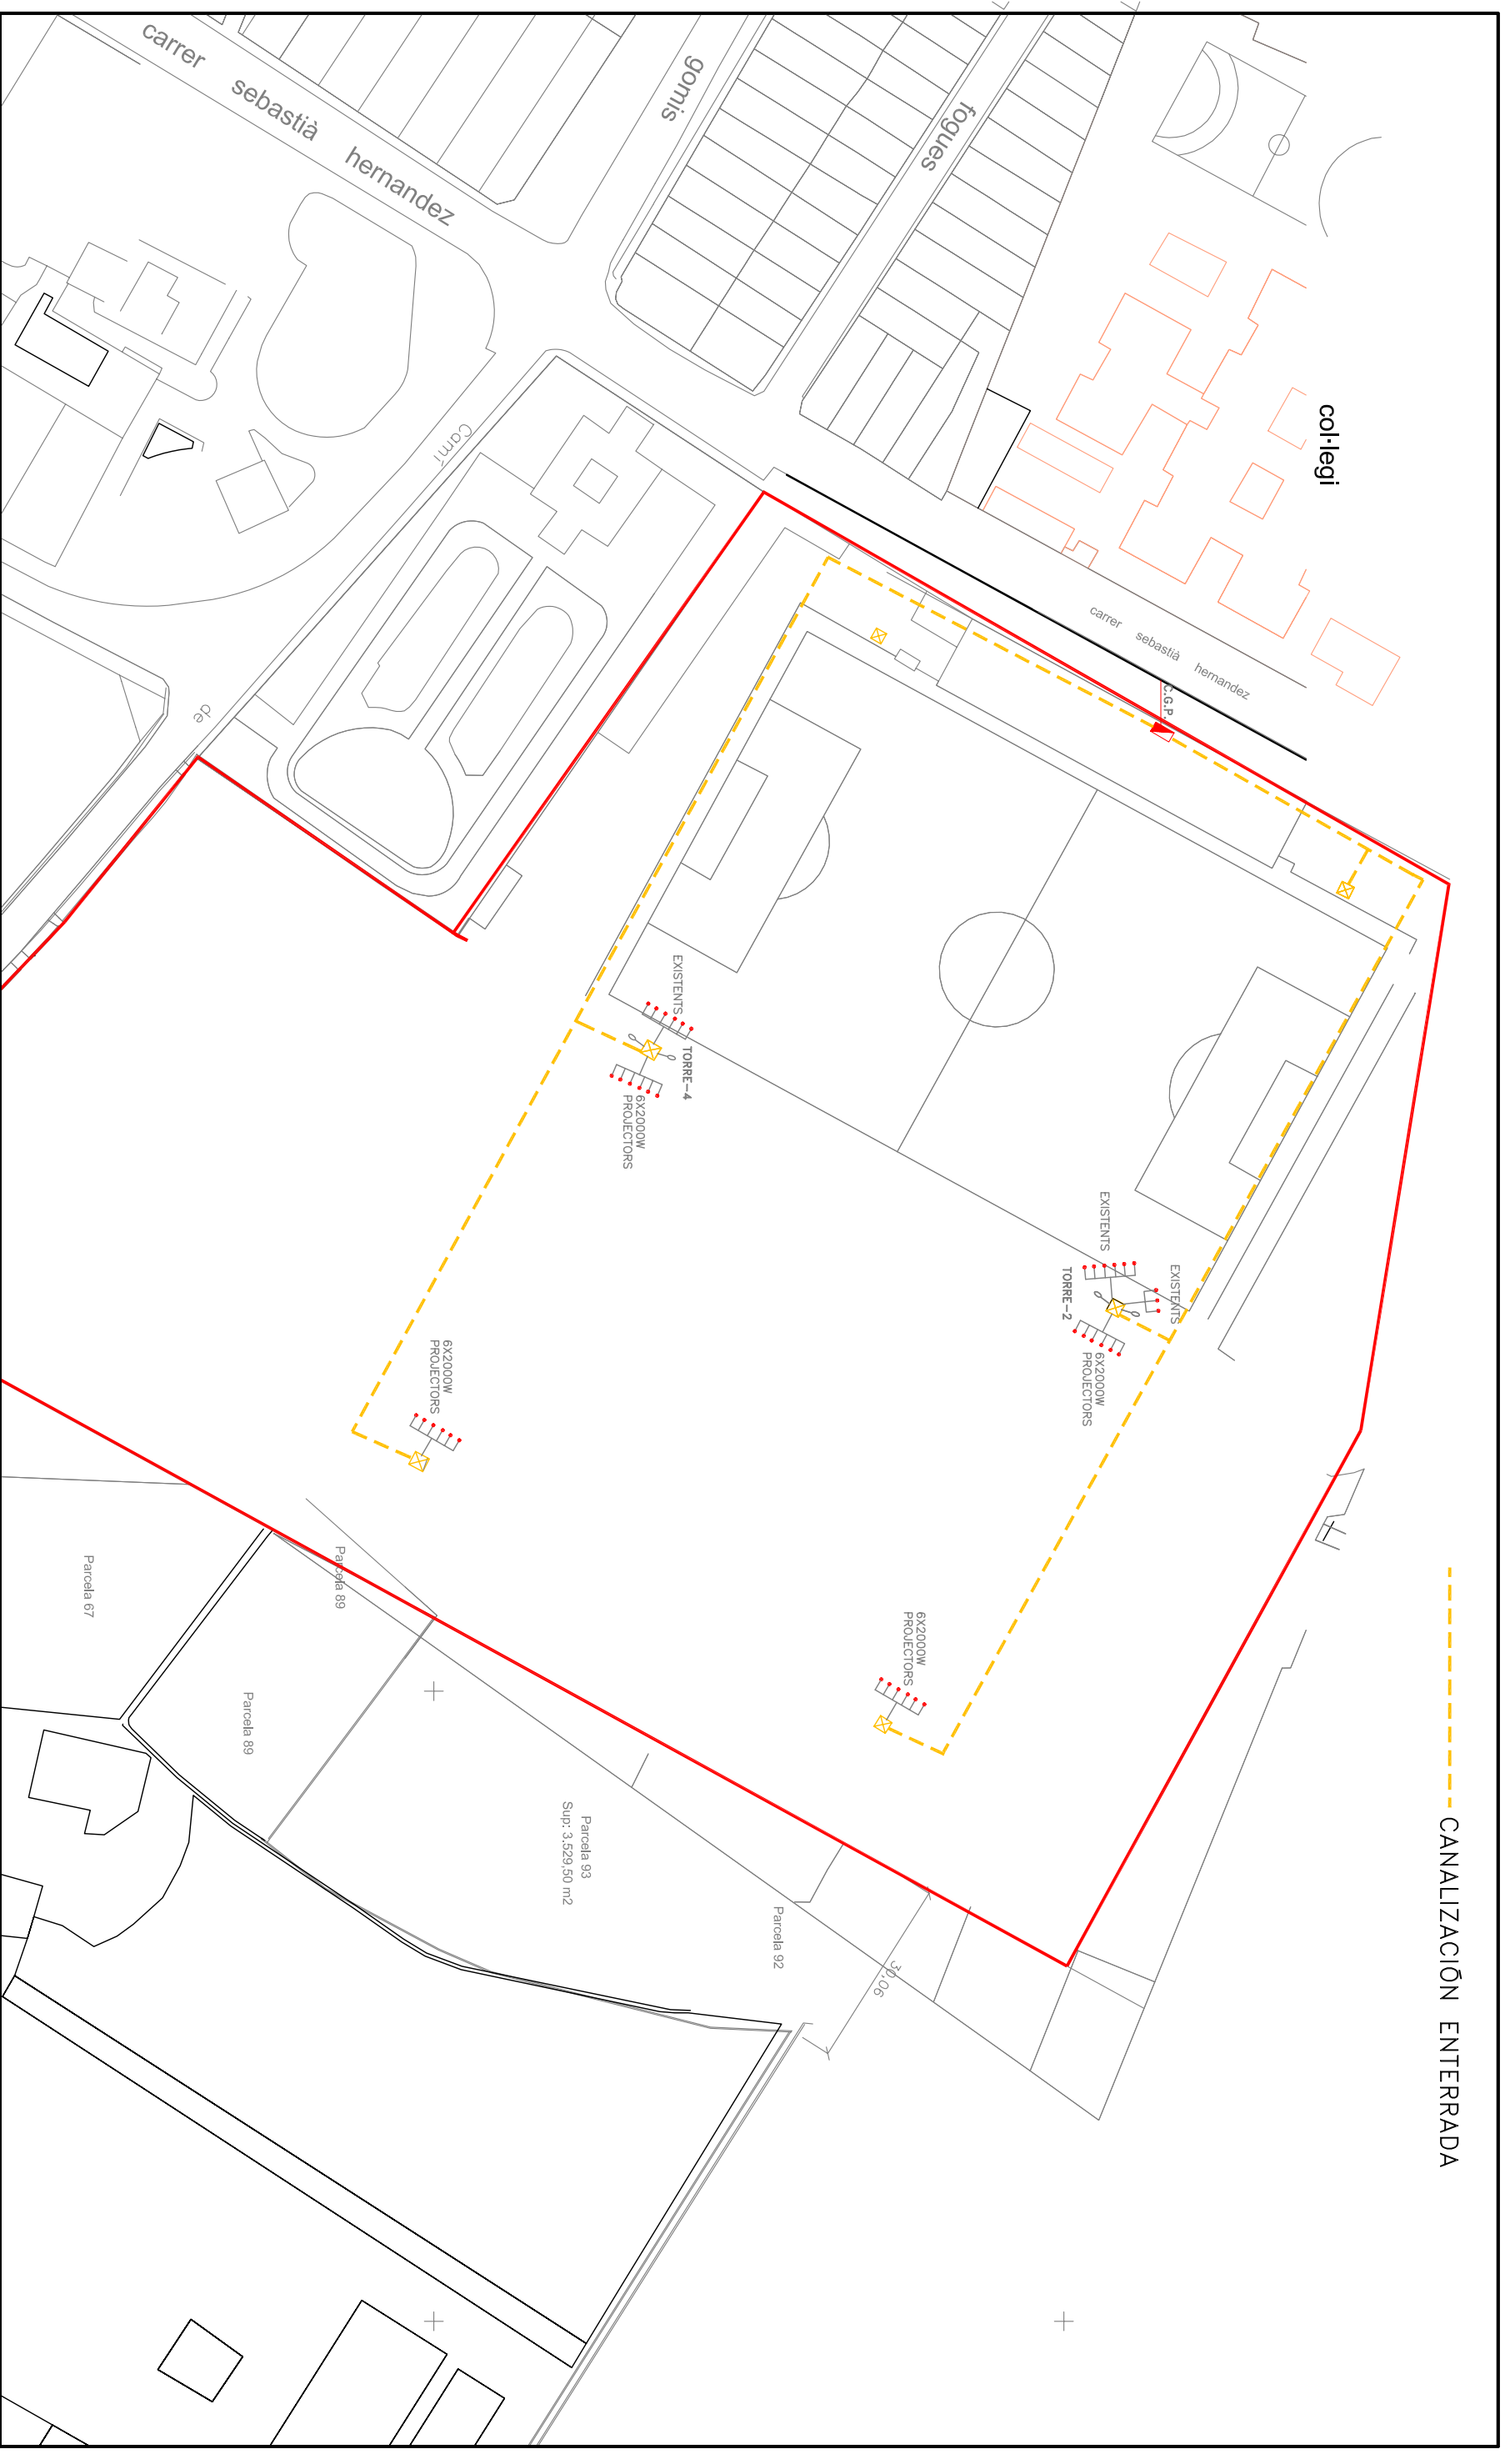 carrer sebastià hernandez
gomis
fogues
col·legi
Camí
de
carrer sebastià hernandez
C.G.P.
EXISTENTS
TORRE-4
6X2000W
PROJECTORS
EXISTENTS
EXISTENTS
TORRE-2
6X2000W
PROJECTORS
6X2000W
PROJECTORS
6X2000W
PROJECTORS
Parcela 67
Parcela 89
Parcela 89
Parcela 93
Sup: 3.529,50 m2
Parcela 92
30.06
CANALIZACIÓN ENTERRADA